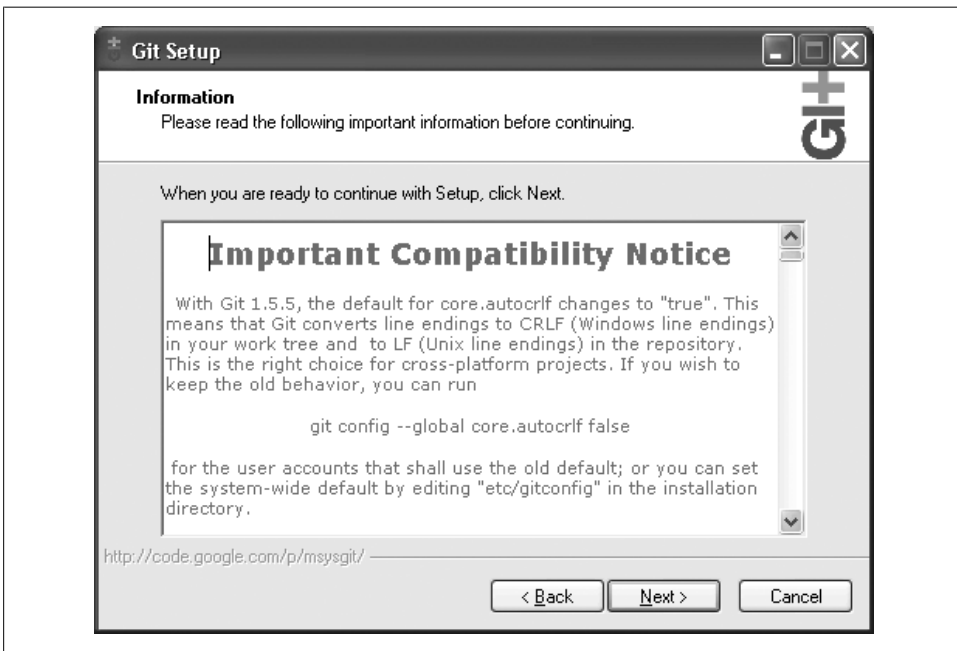 Git Setup
Information
Please read the following important information before continuing.
GIT
When you are ready to continue with Setup, click Next.
Important Compatibility Notice
With Git 1.5.5, the default for core.autocrlf changes to "true". This
means that Git converts line endings to CRLF (Windows line endings)
in your work tree and  to LF (Unix line endings) in the repository.
This is the right choice for cross-platform projects. If you wish to
keep the old behavior, you can run
git config --global core.autocrlf false
for the user accounts that shall use the old default; or you can set
the system-wide default by editing "etc/gitconfig" in the installation
directory.
http://code.google.com/p/msysgit/
< Back
Next >
Cancel